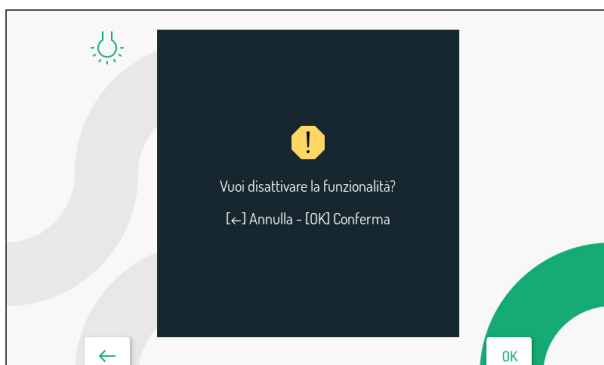 Vuoi disattivare la funzionalità?
[←] Annulla - [OK] Conferma
← OK